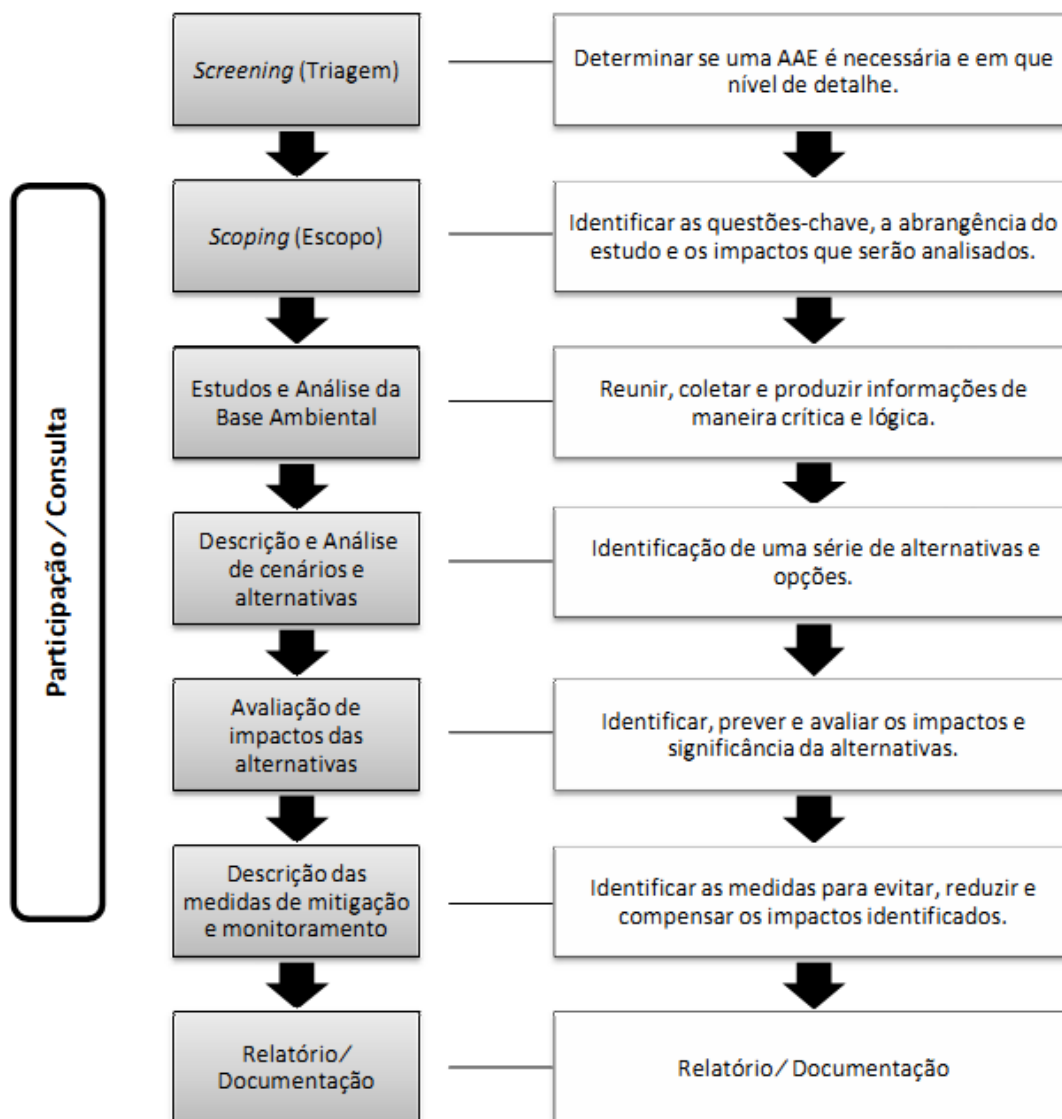 Screening (Triagem)
Determinar se uma AAE é necessária e em que
nível de detalhe.
Participação / Consulta
Scoping (Escopo)
Identificar as questões-chave, a abrangência do
estudo e os impactos que serão analisados.
Estudos e Análise da
Base Ambiental
Reunir, coletar e produzir informações de
maneira crítica e lógica.
Descrição e Análise
de cenários e
alternativas
Identificação de uma série de alternativas e
opções.
Avaliação de
impactos das
alternativas
Identificar, prever e avaliar os impactos e
significância da alternativas.
Descrição das
medidas de mitigação
e monitoramento
Identificar as medidas para evitar, reduzir e
compensar os impactos identificados.
Relatório/
Documentação
Relatório/ Documentação